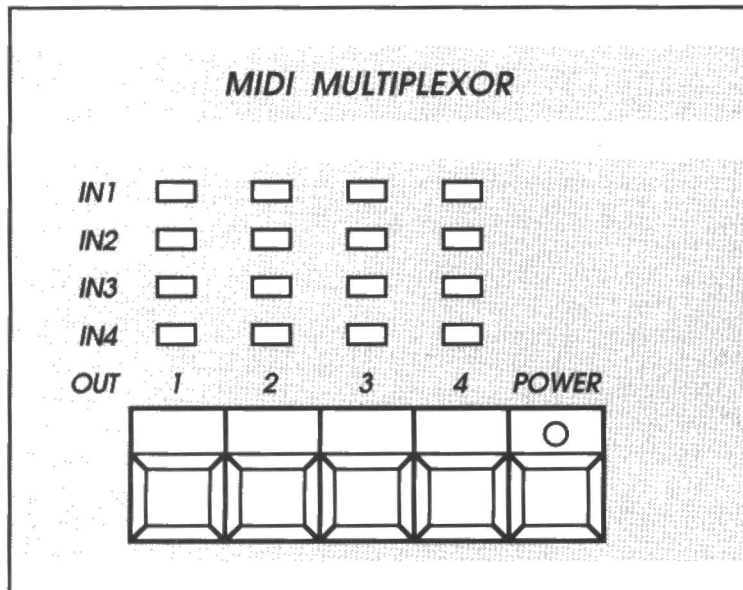 MIDI MULTIPLEXOR
IN1
IN2
IN3
IN4
OUT 1 2 3 4 POWER